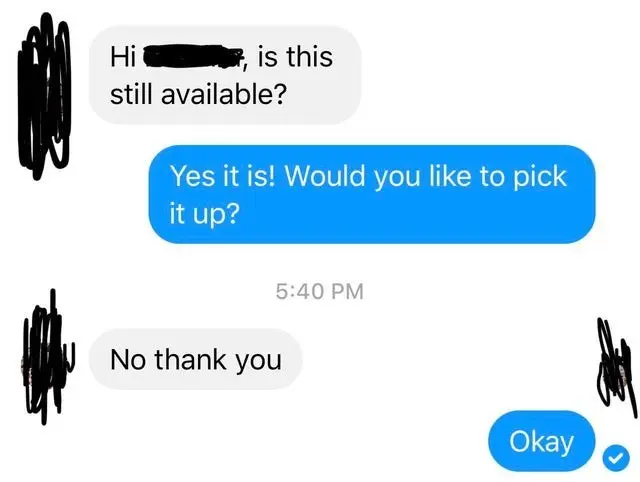 Hi , is this
still available?
Yes it is! Would you like to pick
it up?
5:40 PM
No thank you
Okay